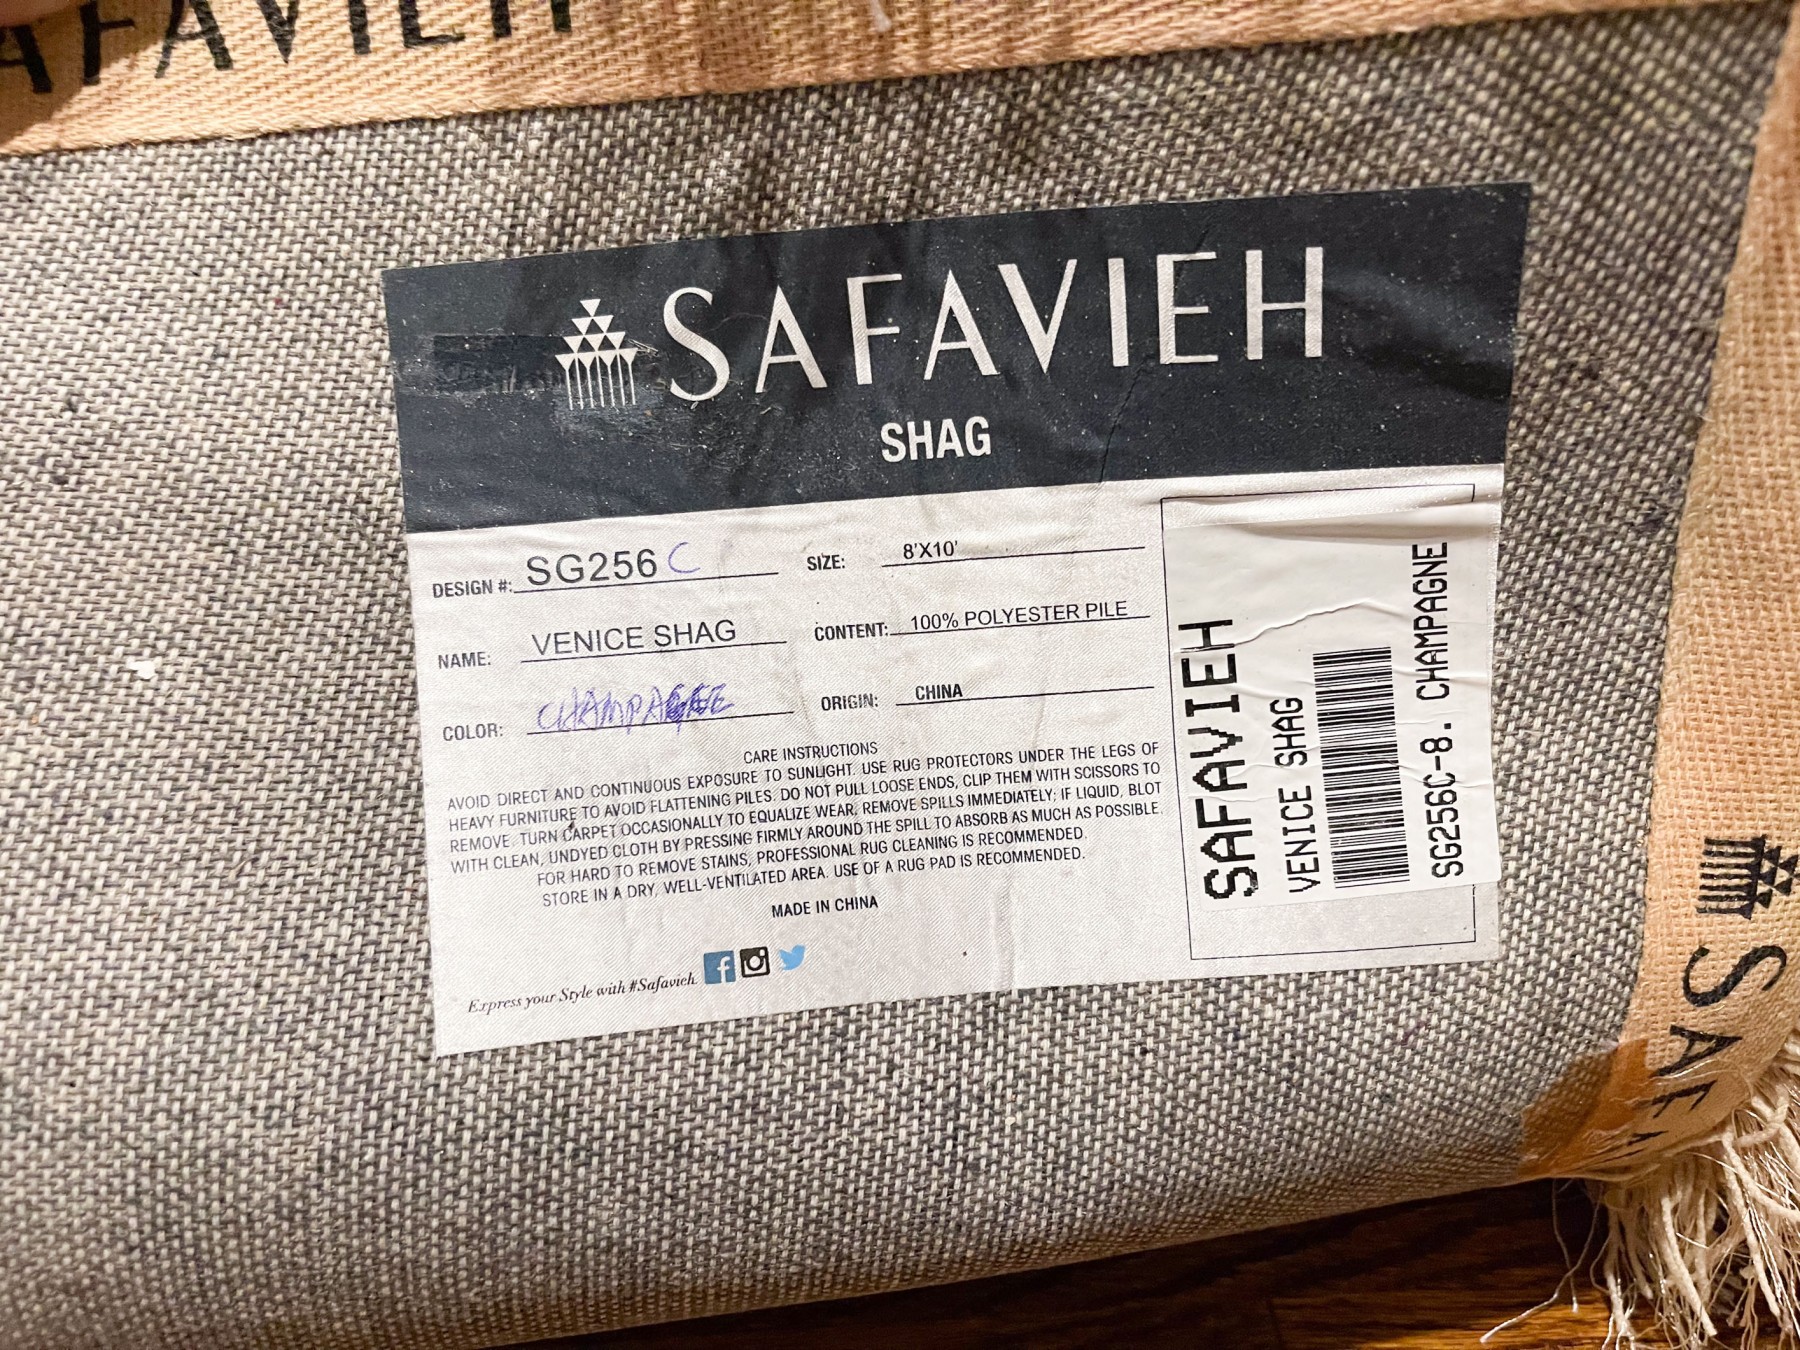 SAFAVIEH
SAFAVIEH
SHAG
DESIGN #: SG256 C
SIZE: 8'X10'
NAME: VENICE SHAG
CONTENT: 100% POLYESTER PILE
COLOR: CHAMPAGNE
ORIGIN: CHINA
CARE INSTRUCTIONS
AVOID DIRECT AND CONTINUOUS EXPOSURE TO SUNLIGHT. USE RUG PROTECTORS UNDER THE LEGS OF
HEAVY FURNITURE TO AVOID FLATTENING PILES. DO NOT PULL LOOSE ENDS, CLIP THEM WITH SCISSORS TO
REMOVE. TURN CARPET OCCASIONALLY TO EQUALIZE WEAR. REMOVE SPILLS IMMEDIATELY; IF LIQUID, BLOT
WITH CLEAN, UNDYED CLOTH BY PRESSING FIRMLY AROUND THE SPILL TO ABSORB AS MUCH AS POSSIBLE.
FOR HARD TO REMOVE STAINS, PROFESSIONAL RUG CLEANING IS RECOMMENDED.
STORE IN A DRY, WELL-VENTILATED AREA. USE OF A RUG PAD IS RECOMMENDED.
MADE IN CHINA
Express your Style with #Safavieh
SAFAVIEH
VENICE SHAG
SG256C-8. CHAMPAGNE
SAFA